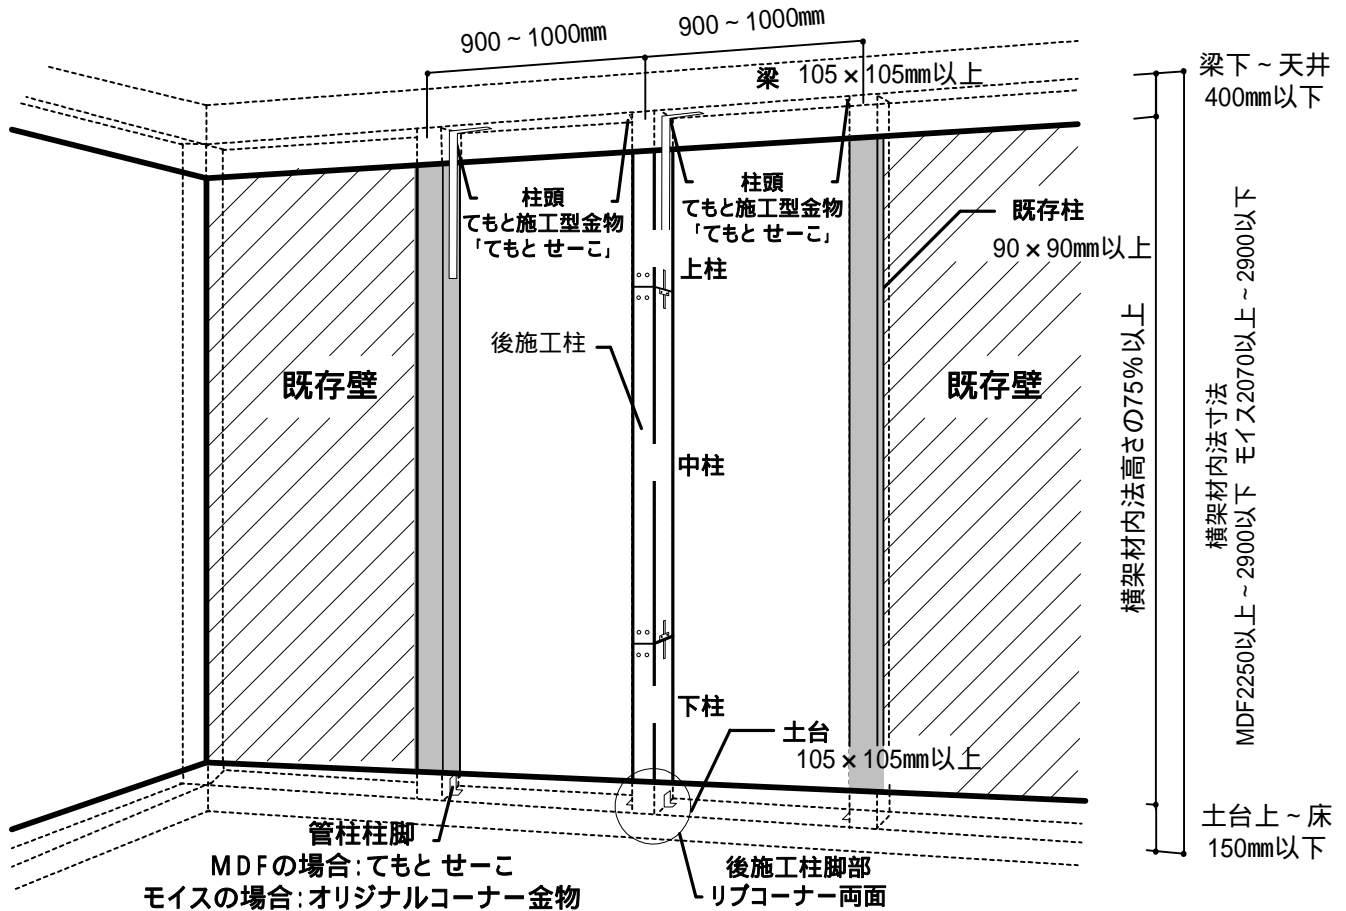 900 ~ 1000mm
900 ~ 1000mm
梁 105 × 105mm以上
梁下 ~ 天井
400mm以下
柱頭
てもと施工型金物
「てもと せーこ」
柱頭
てもと施工型金物
「てもと せーこ」
既存柱
90 × 90mm以上
上柱
後施工柱
既存壁
既存壁
中柱
下柱
横架材内法高さの75%以上
横架材内法寸法
MDF2250以上 ~ 2900以下 モイス2070以上 ~ 2900以下
土台
105 × 105mm以上
土台上 ~ 床
150mm以下
管柱柱脚
MDFの場合:てもと せーこ
モイスの場合:オリジナルコーナー金物
後施工柱脚部
リブコーナー両面